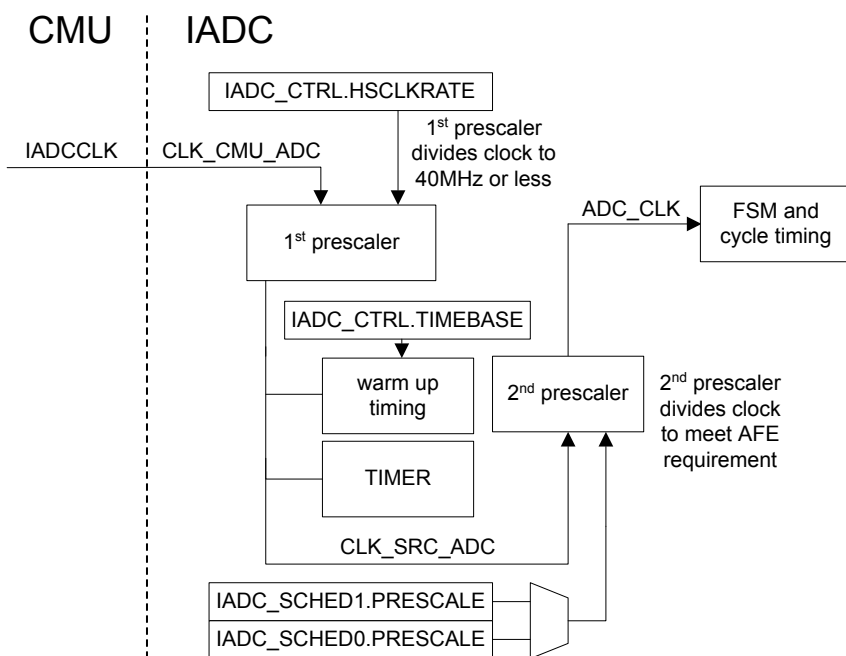 CMU
IADC
IADC_CTRL.HSCLKRATE
1st prescaler
divides clock to
40MHz or less
IADCCLK
CLK_CMU_ADC
1st prescaler
ADC_CLK
FSM and
cycle timing
IADC_CTRL.TIMEBASE
warm up
timing
2nd prescaler
2nd prescaler
divides clock
to meet AFE
requirement
TIMER
CLK_SRC_ADC
IADC_SCHED1.PRESCALE
IADC_SCHED0.PRESCALE